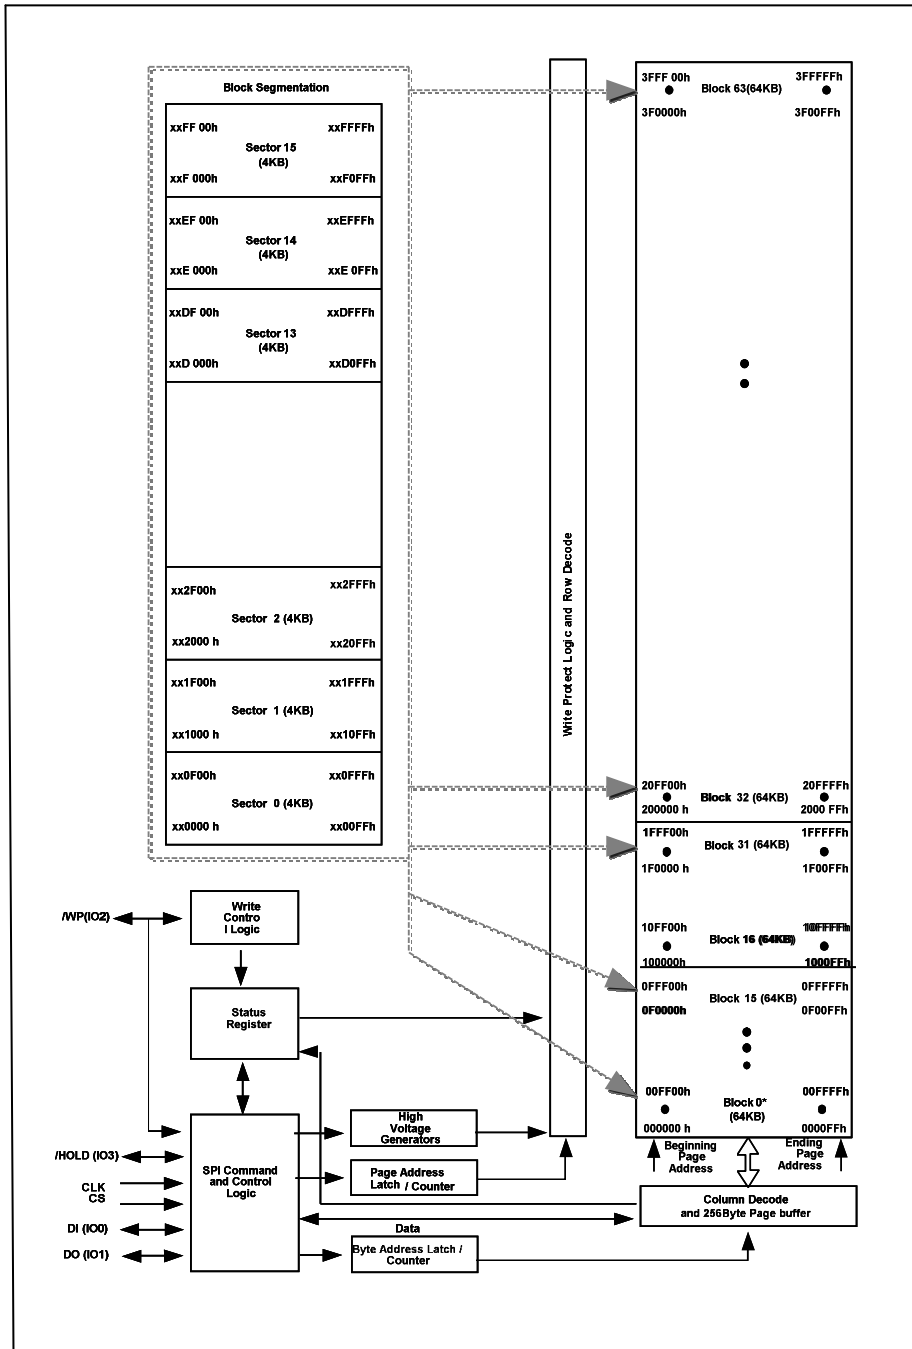 Block Segmentation
xxFF 00h xxFFFFh
Sector 15
(4KB)
xxF 000h xxF0FFh
xxEF 00h xxEFFFh
Sector 14
(4KB)
xxE 000h xxE 0FFh
xxDF 00h xxDFFFh
Sector 13
(4KB)
xxD 000h xxD0FFh
xx2F00h xx2FFFh
Sector 2 (4KB)
xx2000 h xx20FFh
xx1F00h xx1FFFh
Sector 1 (4KB)
xx1000 h xx10FFh
xx0F00h xx0FFFh
Sector 0 (4KB)
xx0000 h xx00FFh
Write Protect Logic and Row Decode
3FFF 00h 3FFFFFh
Block 63(64KB)
3F0000h 3F00FFh
20FF00h 20FFFFh
Block 32 (64KB)
200000 h 2000 FFh
1FFF00h 1FFFFFh
Block 31 (64KB)
1F0000 h 1F00FFh
10FF00h 10FFFFh
Block 16 (64KB)
100000h 1000FFh
0FFF00h 0FFFFFh
Block 15 (64KB)
0F0000h 0F00FFh
00FF00h 00FFFFh
Block 0*
(64KB)
000000 h 0000FFh
Beginning
Page
Address
Ending
Page
Address
/WP(IO2)
Write
Contro
l Logic
Status
Register
/HOLD (IO3)
CLK
CS
DI (IO0)
DO (IO1)
SPI Command
and Control
Logic
High
Voltage
Generators
Page Address
Latch / Counter
Data
Byte Address Latch /
Counter
Column Decode
and 256Byte Page buffer